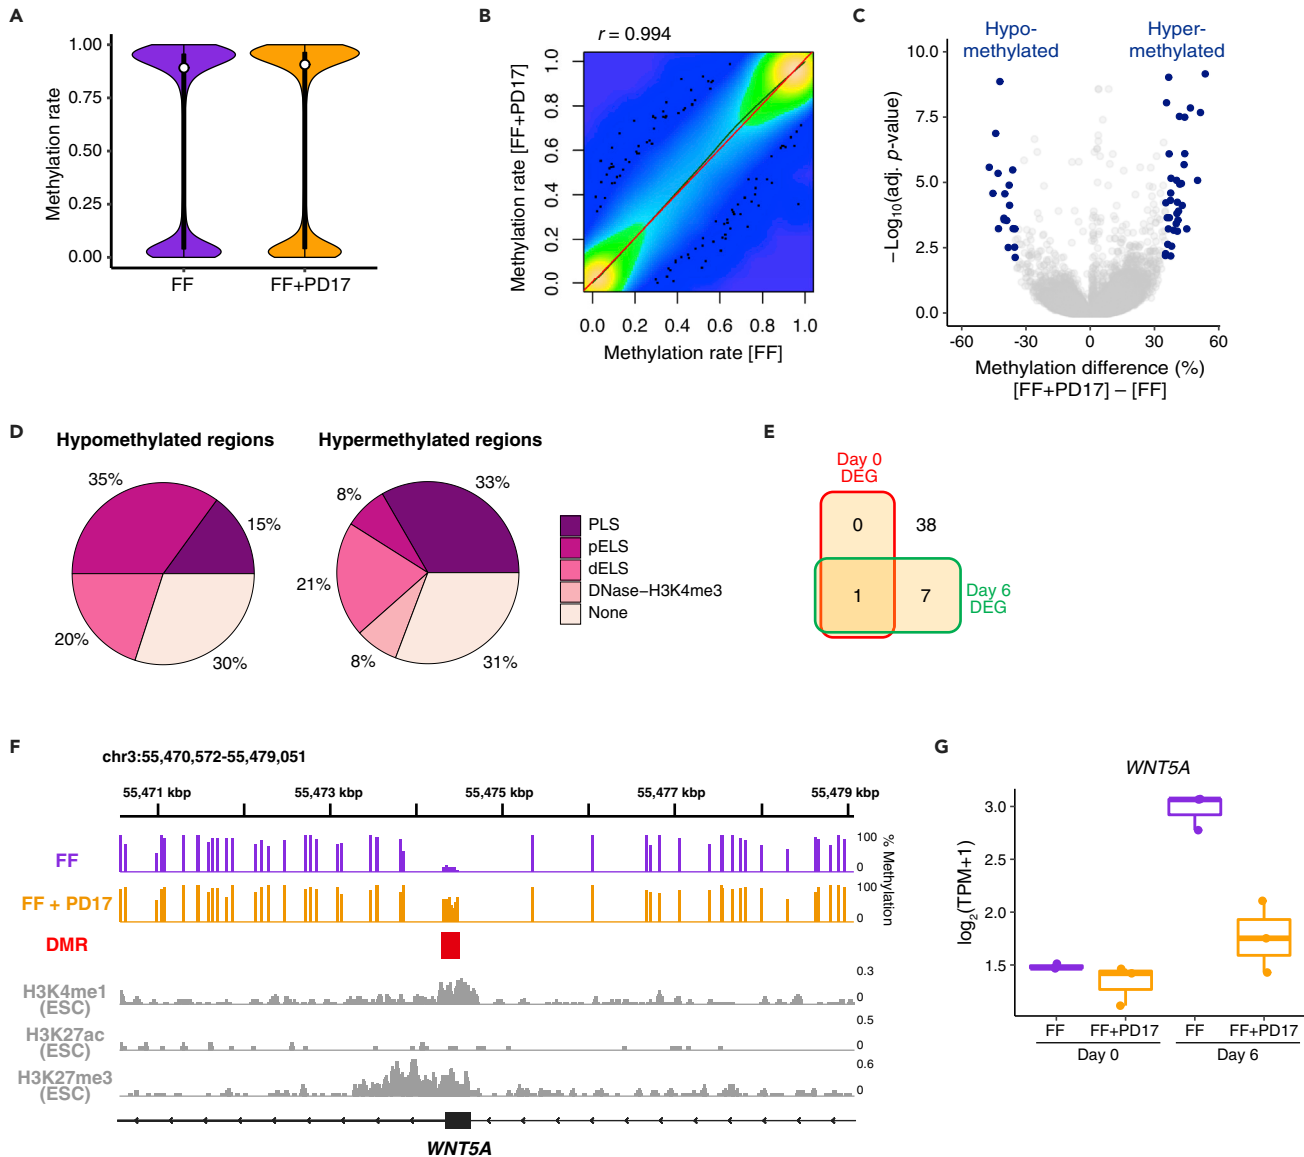 A
1.00
0.75
0.50
0.25
0.00
Methylation rate
FF
FF+PD17
B
r = 0.994
1.0
0.8
0.6
0.4
0.2
0.0
Methylation rate [FF+PD17]
0.0
0.2
0.4
0.6
0.8
1.0
Methylation rate [FF]
C
Hypo-
methylated
Hyper-
methylated
10.0
7.5
5.0
2.5
0.0
−Log10(adj. p-value)
-60
-30
0
30
60
Methylation difference (%)
[FF+PD17] – [FF]
D
Hypomethylated regions
35%
15%
20%
30%
Hypermethylated regions
8%
33%
21%
8%
31%
PLS
pELS
dELS
DNase−H3K4me3
None
E
Day 0
DEG
0
38
1
7
Day 6
DEG
F
chr3:55,470,572-55,479,051
55,471 kbp
55,473 kbp
55,475 kbp
55,477 kbp
55,479 kbp
FF
100
0
% Methylation
FF + PD17
100
0
DMR
H3K4me1
(ESC)
0.3
0
H3K27ac
(ESC)
0.5
0
H3K27me3
(ESC)
0.6
0
WNT5A
G
WNT5A
3.0
2.5
2.0
1.5
log2(TPM+1)
FF
FF+PD17
FF
FF+PD17
Day 0
Day 6